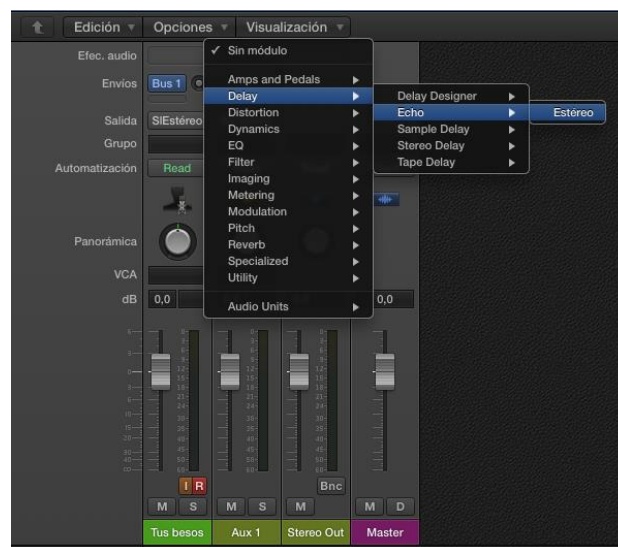 Edición Opciones Visualización
Efec. audio
Envíos Bus 1
Salida SlEstéreo
Grupo
Automatización Read
Panorámica
VCA
dB 0,0 0,0
✓ Sin módulo
Amps and Pedals
Delay
Distortion
Dynamics
EQ
Filter
Imaging
Metering
Modulation
Pitch
Reverb
Specialized
Utility
Audio Units
Delay Designer
Echo
Sample Delay
Stereo Delay
Tape Delay
Estéreo
I R Bnc
M S M S M M D
Tus besos Aux 1 Stereo Out Master